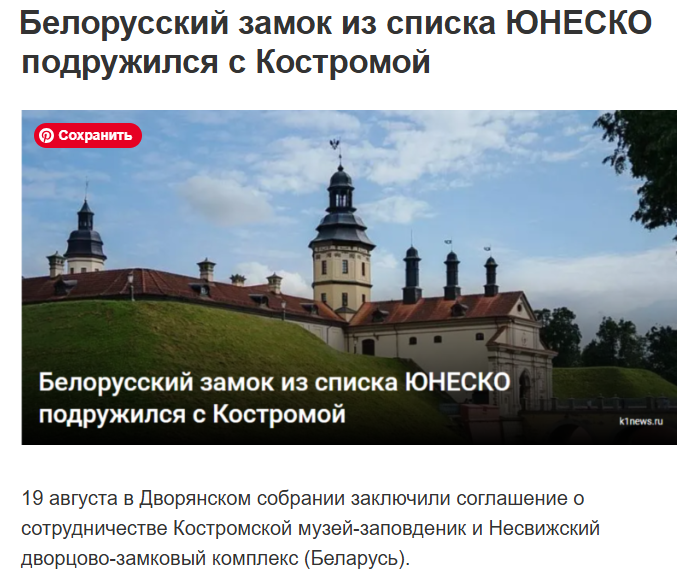 Белорусский замок из списка ЮНЕСКО
подружился с Костромой
Сохранить
Белорусский замок из списка ЮНЕСКО
подружился с Костромой
k1news.ru
19 августа в Дворянском собрании заключили соглашение о
сотрудничестве Костромской музей-заповденик и Несвижский
дворцово-замковый комплекс (Беларусь).